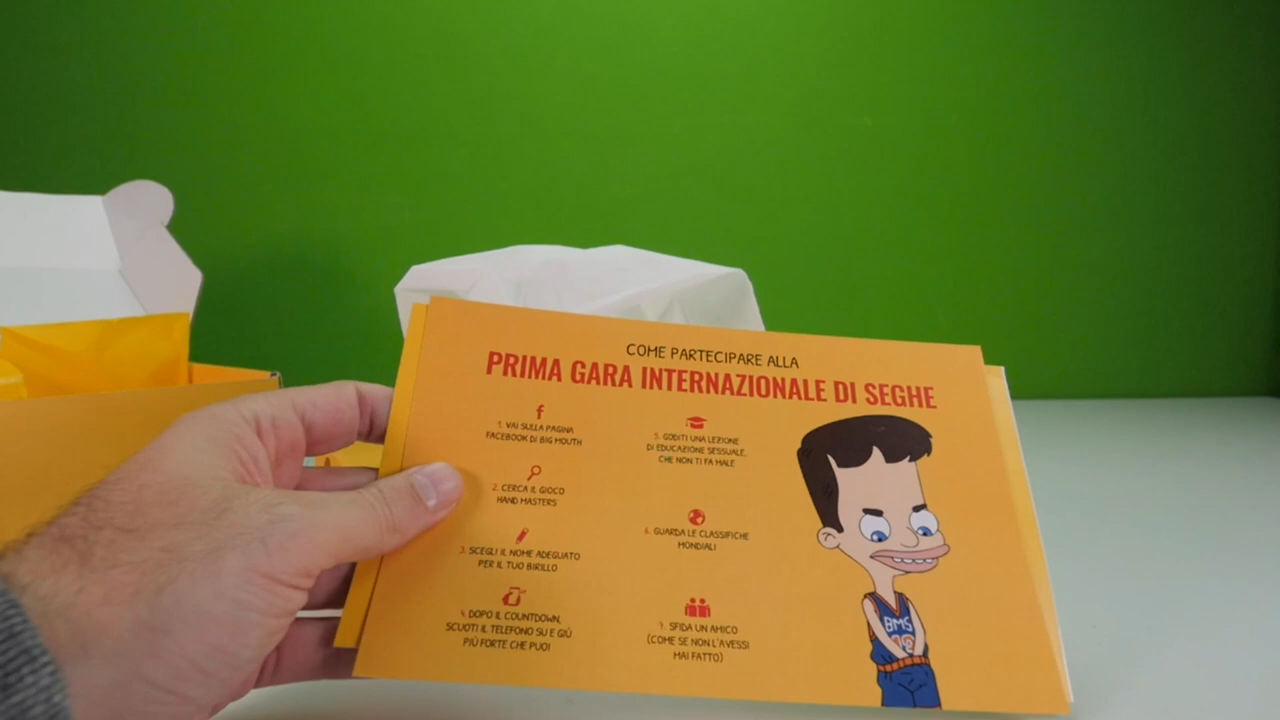 COME PARTECIPARE ALLA
PRIMA GARA INTERNAZIONALE DI SEGHE
1. VAI SULLA PAGINA
FACEBOOK DI BIG MOUTH
2. CERCA IL GIOCO
HAND MASTERS
3. SCEGLI IL NOME ADEGUATO
PER IL TUO BIRILLO
4. DOPO IL COUNTDOWN,
SCUOTI IL TELEFONO SU E GIÙ
PIÙ FORTE CHE PUOI
5. GODITI UNA LEZIONE
DI EDUCAZIONE SESSUALE,
CHE NON TI FA MALE
6. GUARDA LE CLASSIFICHE
MONDIALI
7. SFIDA UN AMICO
(COME SE NON L'AVESSI
MAI FATTO)
BMS